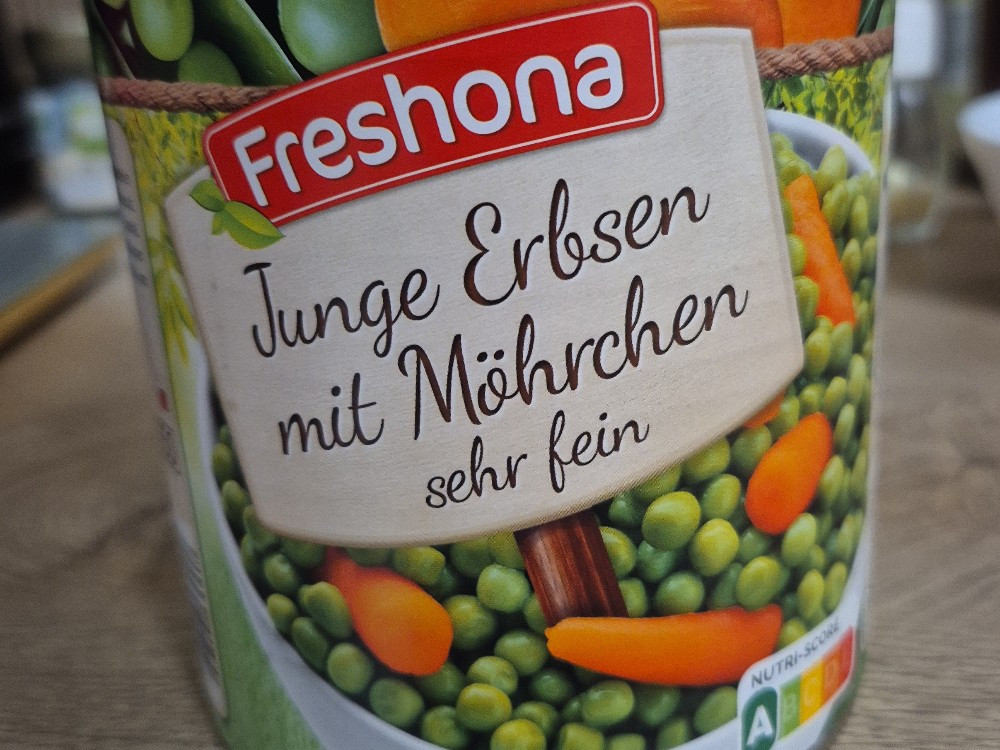 Freshona
Junge Erbsen
mit Möhrchen
sehr fein
NUTRI-SCORE
A B C D